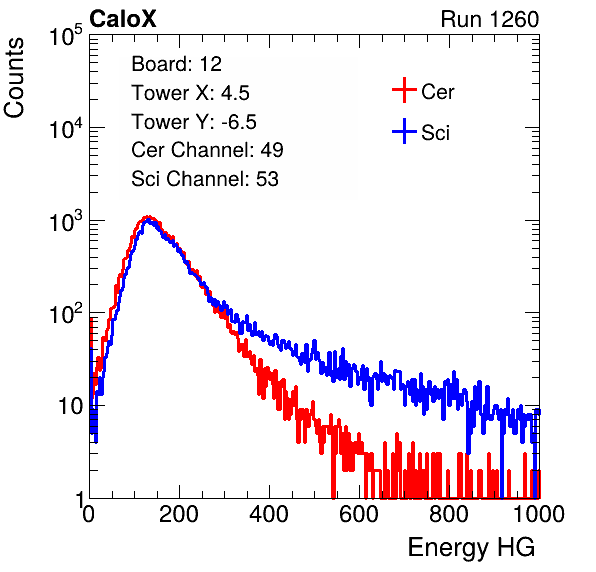 CaloX Run 1260
Counts
10^5
10^4
10^3
10^2
10
1
Board: 12
Tower X: 4.5
Tower Y: -6.5
Cer Channel: 49
Sci Channel: 53
Cer
Sci
0 200 400 600 800 1000
Energy HG